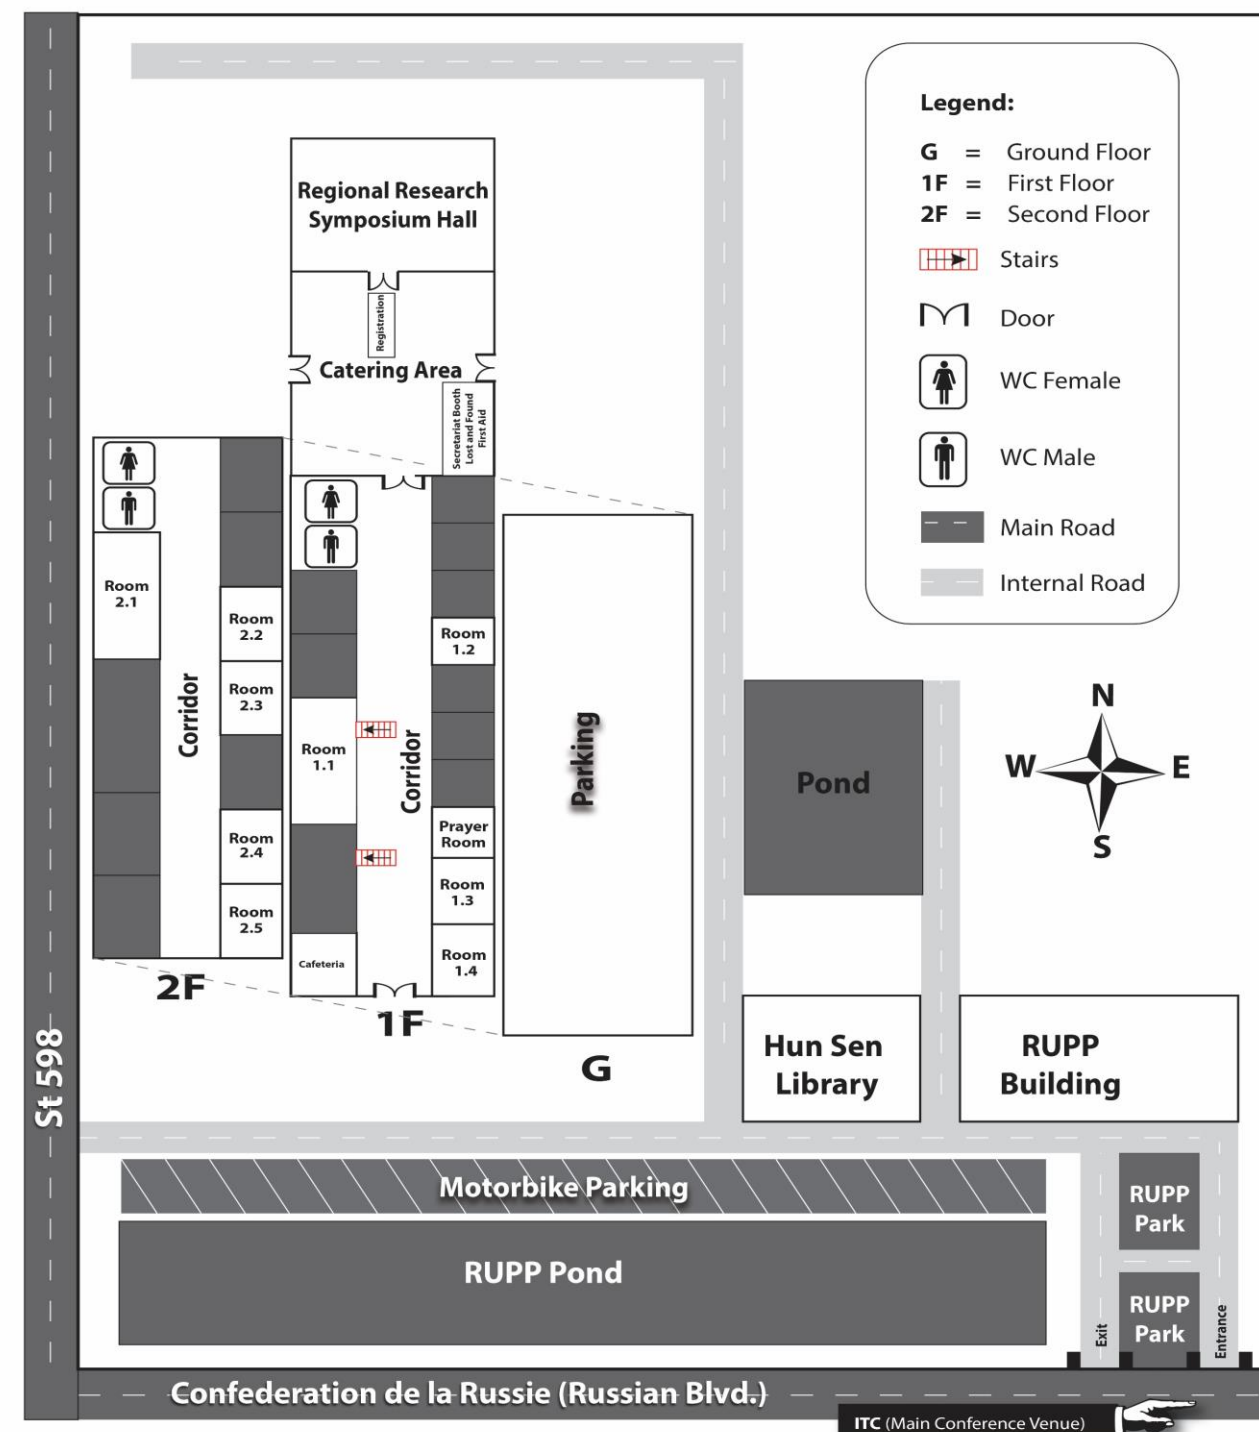 Legend:
G = Ground Floor
1F = First Floor
2F = Second Floor
Stairs
Door
WC Female
WC Male
Main Road
Internal Road
N
W
E
S
Regional Research
Symposium Hall
Registration
Catering Area
Secretariat Booth
Lost and Found
First Aid
Room
2.1
Room
2.2
Room
2.3
Room
2.4
Room
2.5
Corridor
2F
Room
1.1
Room
1.2
Corridor
Prayer
Room
Room
1.3
Room
1.4
Cafeteria
1F
Parking
G
Pond
Hun Sen
Library
RUPP
Building
St 598
Motorbike Parking
RUPP Pond
RUPP
Park
RUPP
Park
Exit
Entrance
Confederation de la Russie (Russian Blvd.)
ITC (Main Conference Venue)